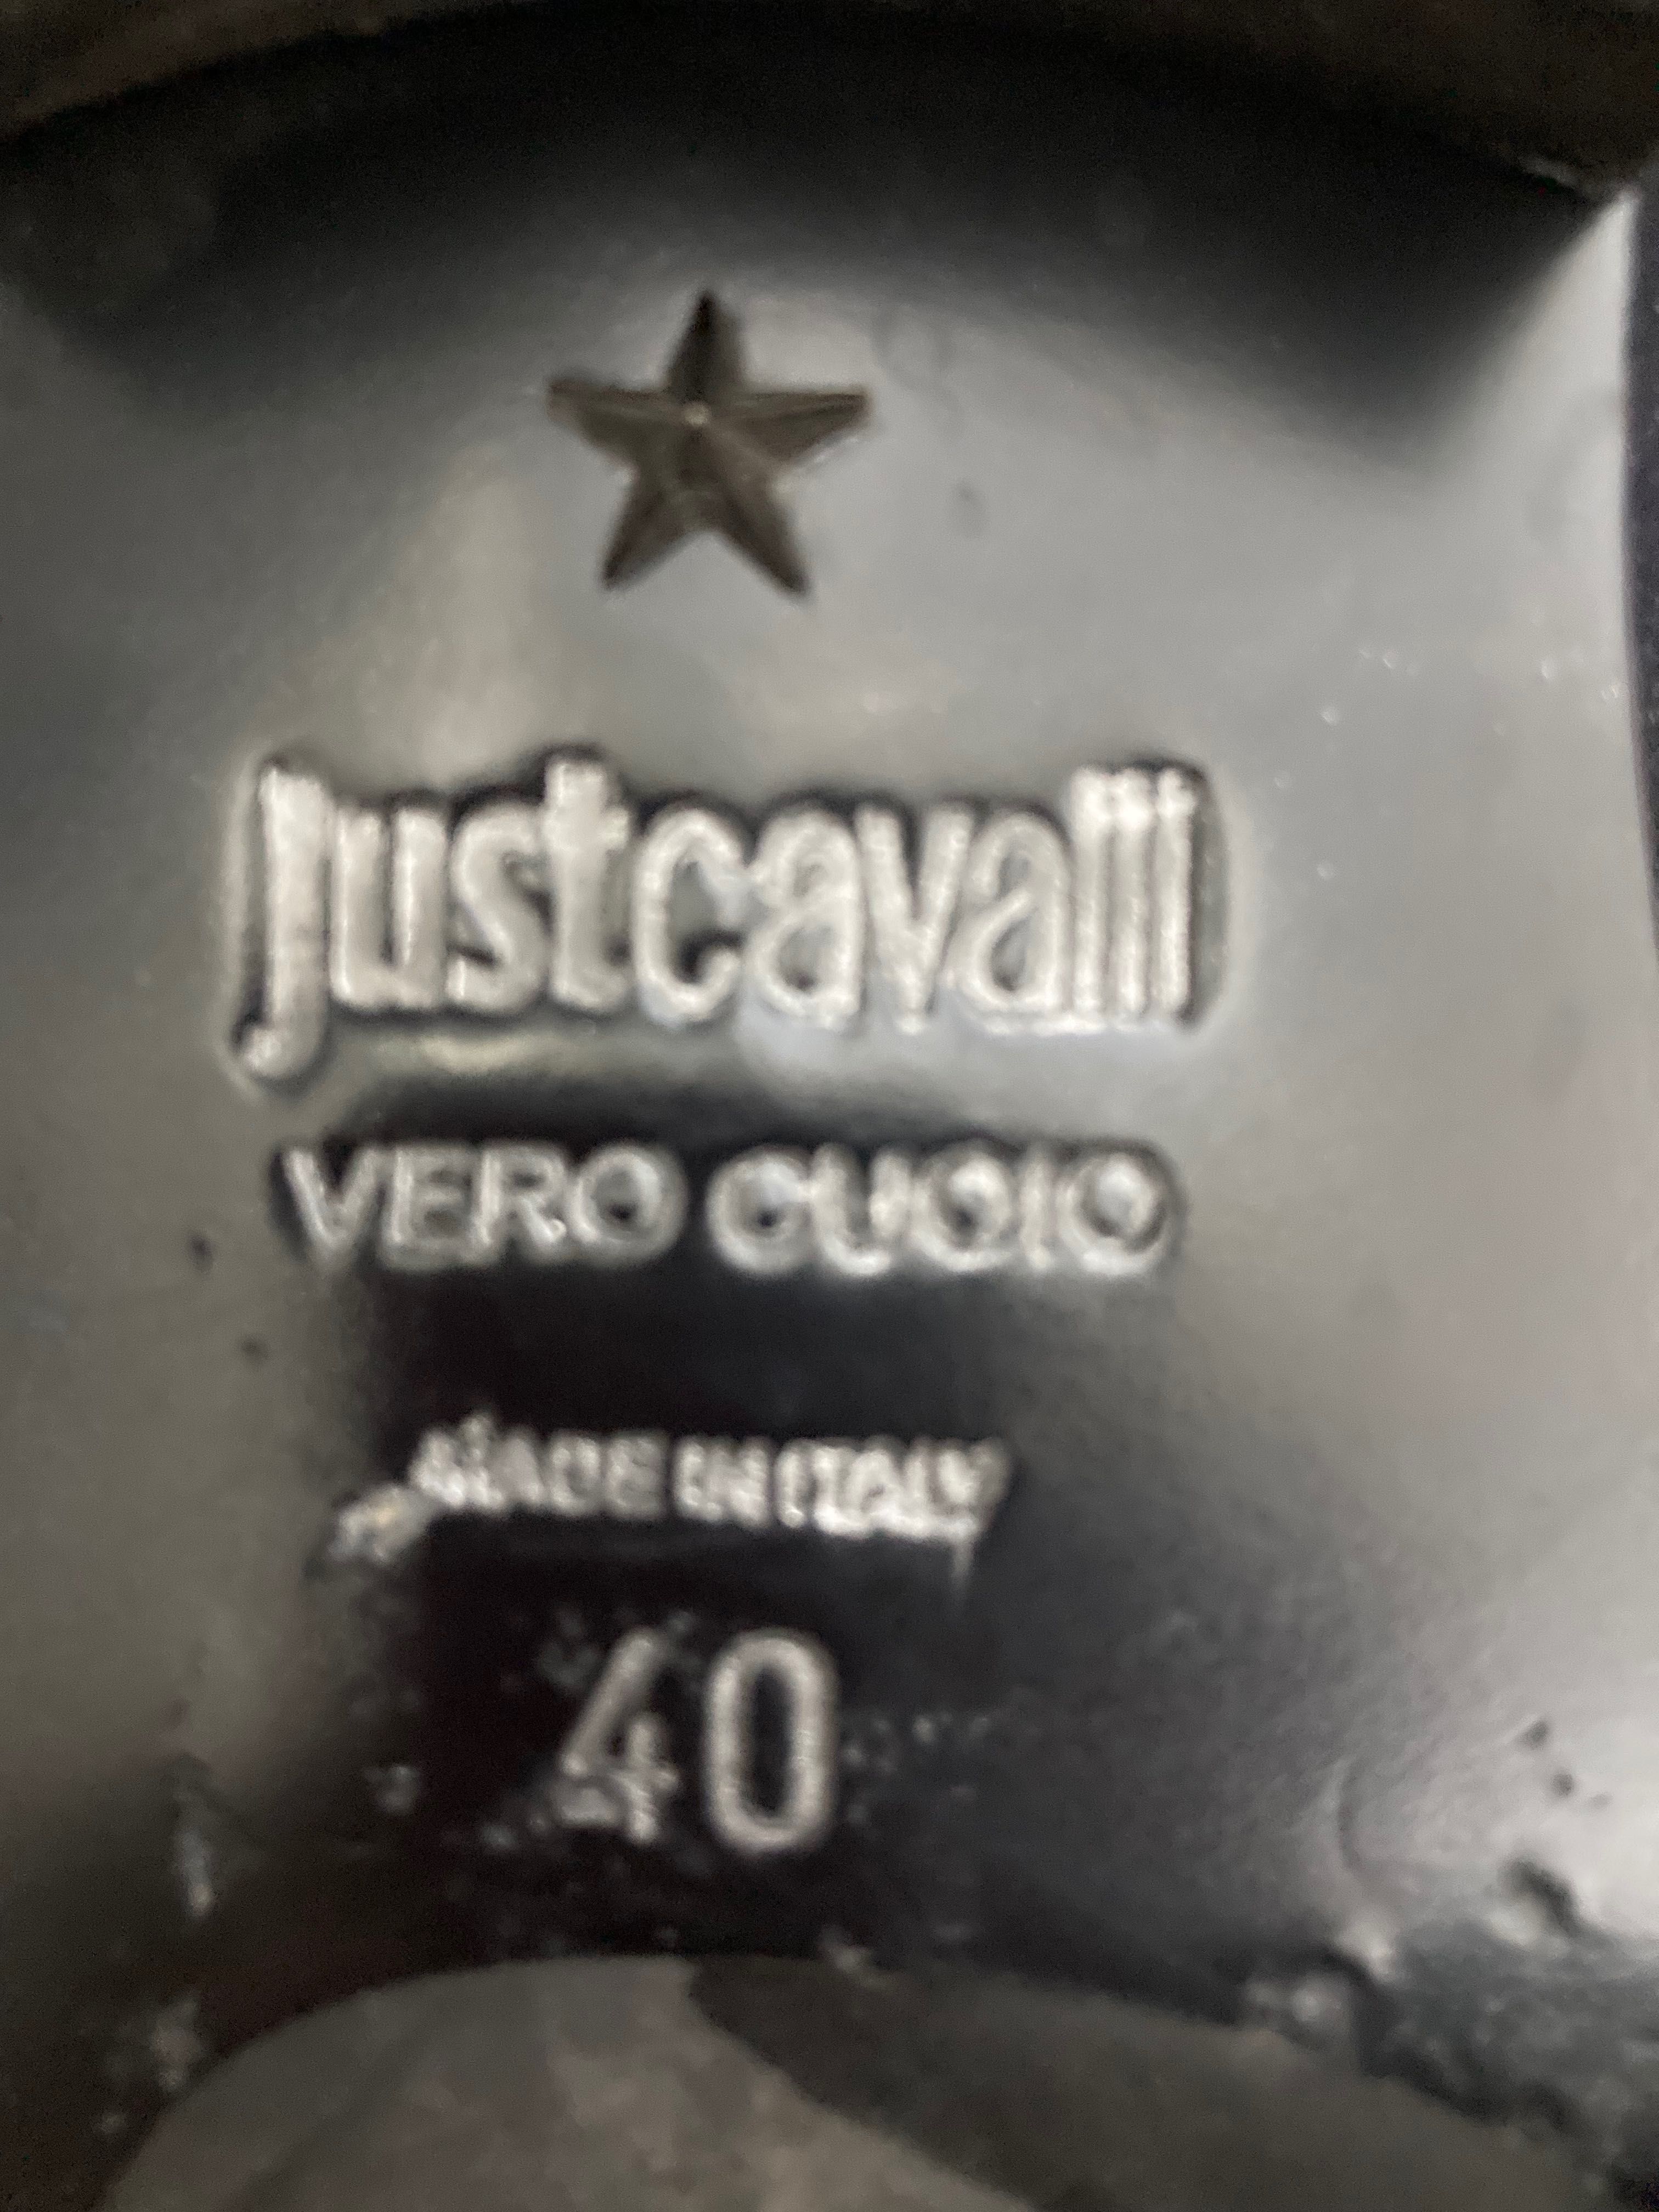 justcavalli
VERO CUOIO
MADE IN ITALY
40